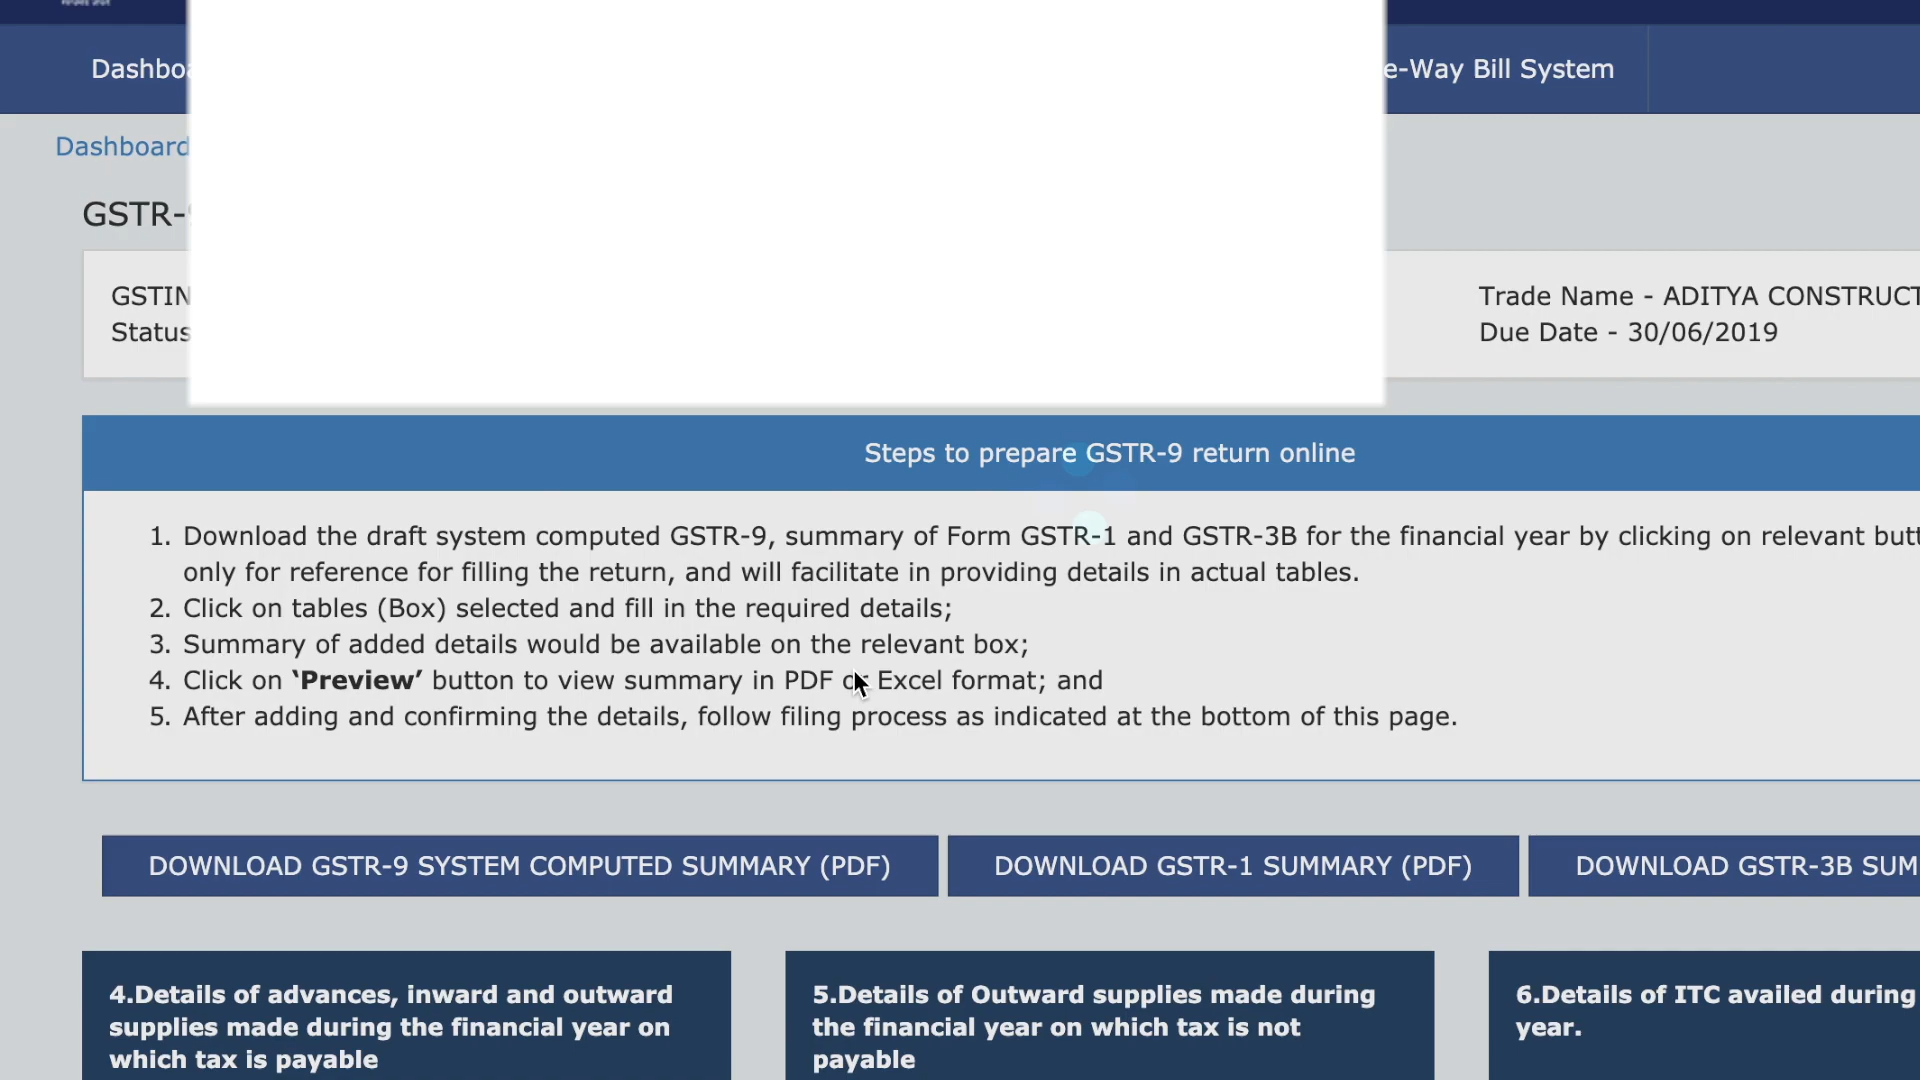 e-Way Bill System
Dashboard
GSTR-
GSTIN
Status
Trade Name - ADITYA
Due Date - 30/06/2019
Steps to prepare GSTR-9 return online
1. Download the draft system computed GSTR-9, summary of Form GSTR-1 and GSTR-3B for the financial year by clicking on relevant
only for reference for filling the return, and will facilitate in providing details in actual tables.
2. Click on tables (Box) selected and fill in the required details;
3. Summary of added details would be available on the relevant box;
4. Click on ‘Preview’ button to view summary in PDF or Excel format; and
5. After adding and confirming the details, follow filing process as indicated at the bottom of this page.
DOWNLOAD GSTR-9 SYSTEM COMPUTED SUMMARY (PDF)
DOWNLOAD GSTR-1 SUMMARY (PDF)
DOWNLOAD GSTR-3B
4.Details of advances, inward and outward
supplies made during the financial year on
which tax is payable
5.Details of Outward supplies made during
the financial year on which tax is not
payable
6.Details of ITC availed during
year.